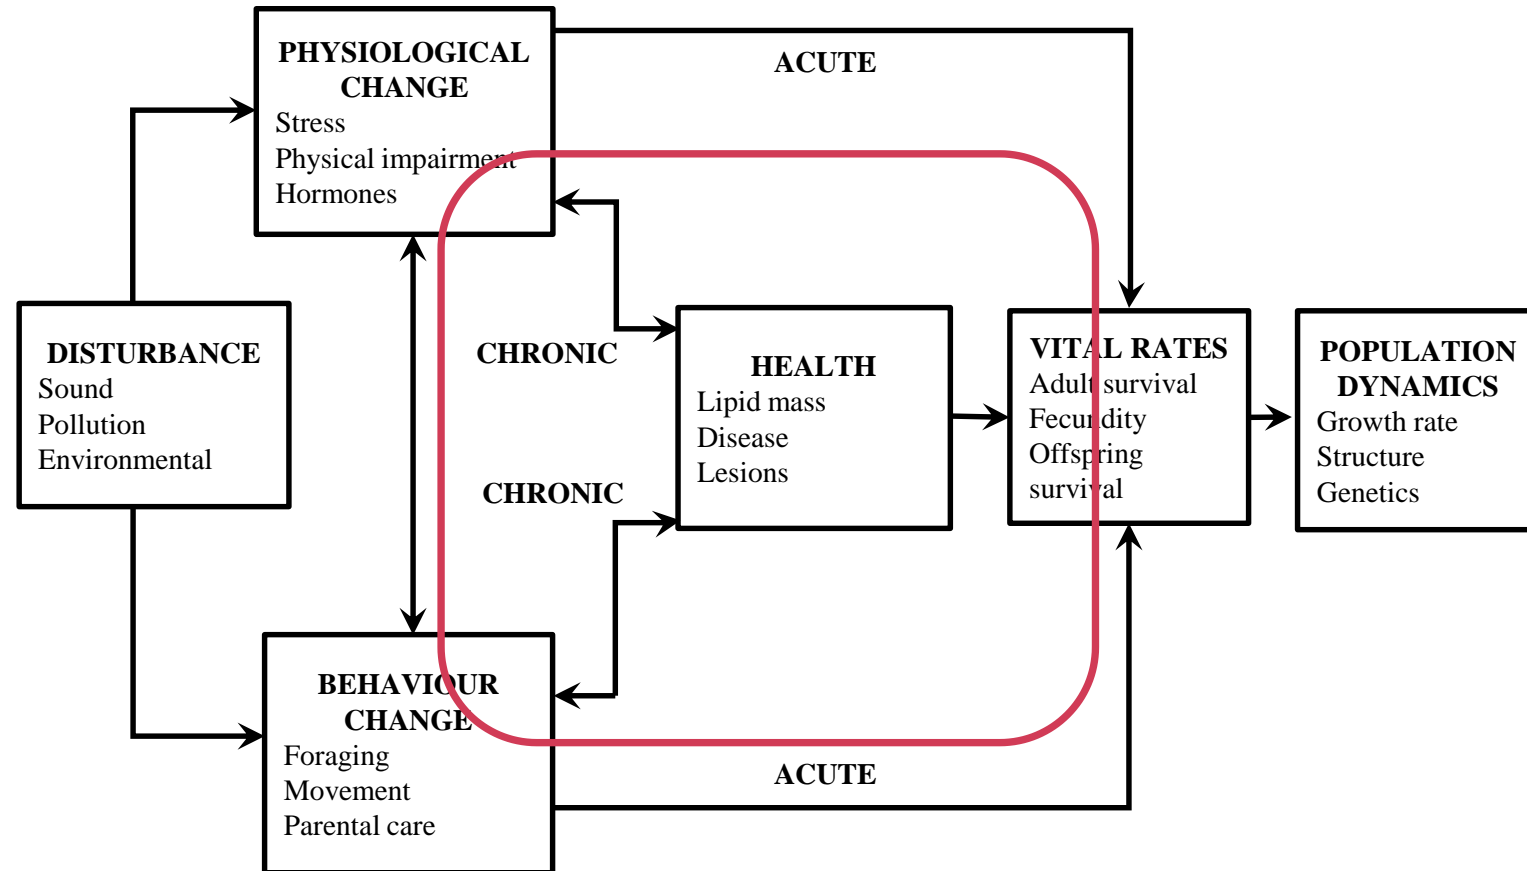 PHYSIOLOGICAL
CHANGE
Stress
Physical impairment
Hormones
ACUTE
DISTURBANCE
Sound
Pollution
Environmental
CHRONIC
HEALTH
Lipid mass
Disease
Lesions
CHRONIC
VITAL RATES
Adult survival
Fecundity
Offspring
survival
POPULATION
DYNAMICS
Growth rate
Structure
Genetics
BEHAVIOUR
CHANGE
Foraging
Movement
Parental care
ACUTE